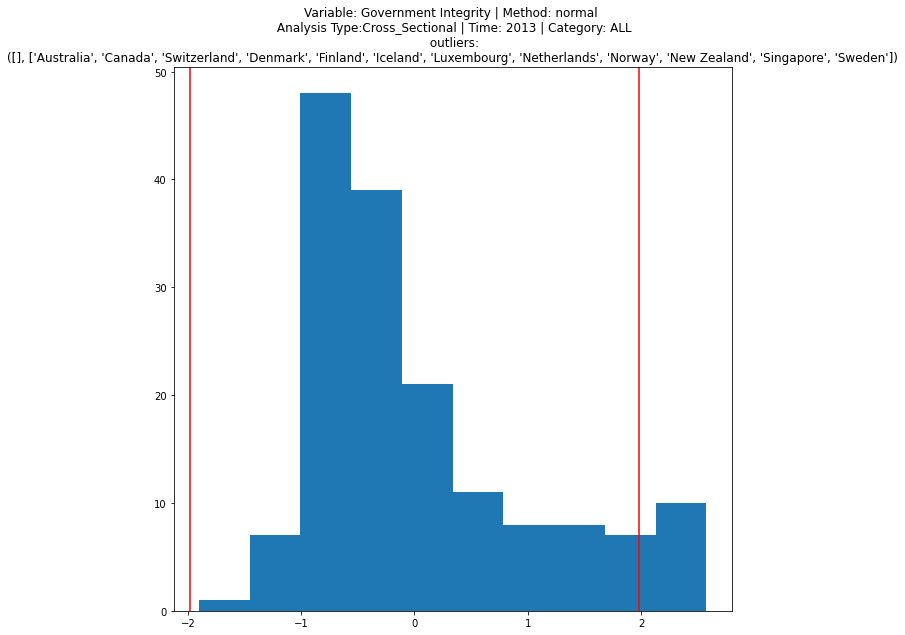 Variable: Government Integrity | Method: normal
Analysis Type:Cross_Sectional | Time: 2013 | Category: ALL
outliers:
([], ['Australia', 'Canada', 'Switzerland', 'Denmark', 'Finland', 'Iceland', 'Luxembourg', 'Netherlands', 'Norway', 'New Zealand', 'Singapore', 'Sweden'])
50
40
30
20
10
0
−2
−1
0
1
2